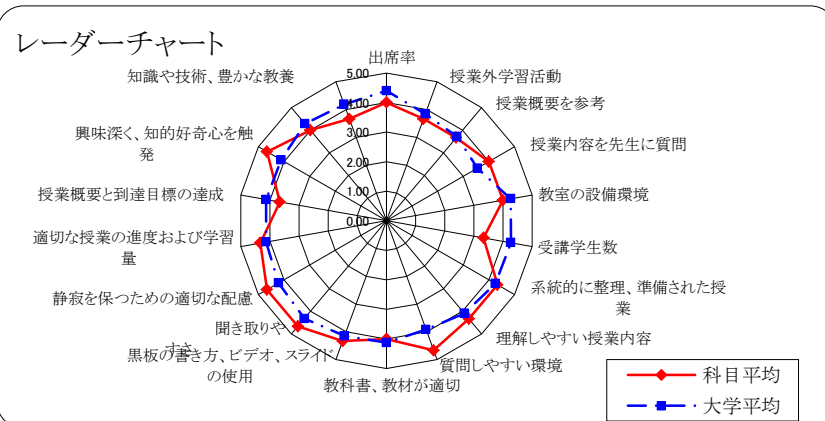 レーダーチャート
出席率
授業外学習活動
授業概要を参考
授業内容を先生に質問
教室の設備環境
受講学生数
系統的に整理、準備された授
業
理解しやすい授業内容
質問しやすい環境
教科書、教材が適切
黒板の書き方、ビデオ、スライド
の使用
聞き取りや
すさ
静寂を保つための適切な配慮
適切な授業の進度および学習
量
授業概要と到達目標の達成
興味深く、知的好奇心を触
発
知識や技術、豊かな教養
5.00
4.00
3.00
2.00
1.00
0.00
科目平均
大学平均